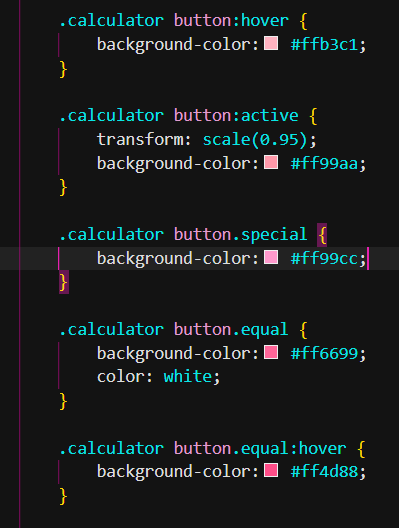 .calculator button:hover {
background-color: #ffb3c1;
}
.calculator button:active {
transform: scale(0.95);
background-color: #ff99aa;
}
.calculator button.special {
background-color: #ff99cc;
}
.calculator button.equal {
background-color: #ff6699;
color: white;
}
.calculator button.equal:hover {
background-color: #ff4d88;
}